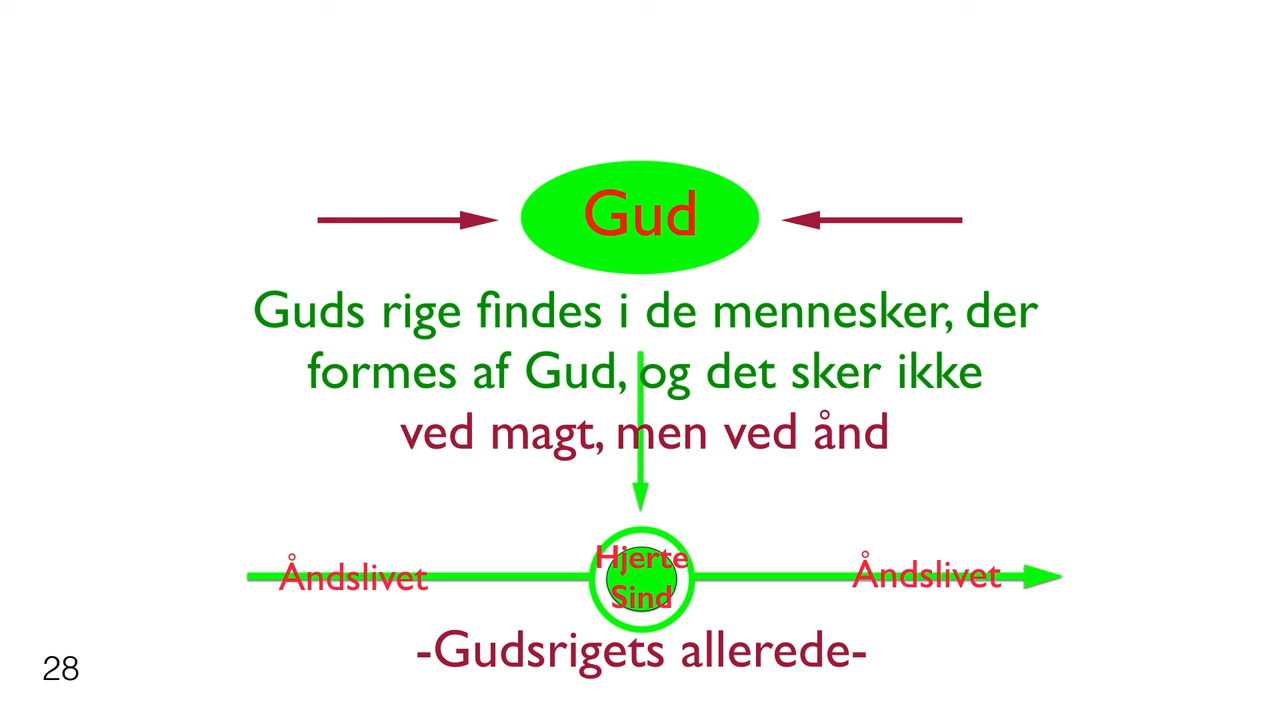 Gud
Guds rige findes i de mennesker, der
formes af Gud, og det sker ikke
ved magt, men ved ånd
Hjerte
Sind
Åndslivet
Åndslivet
-Gudsrigets allerede-
28